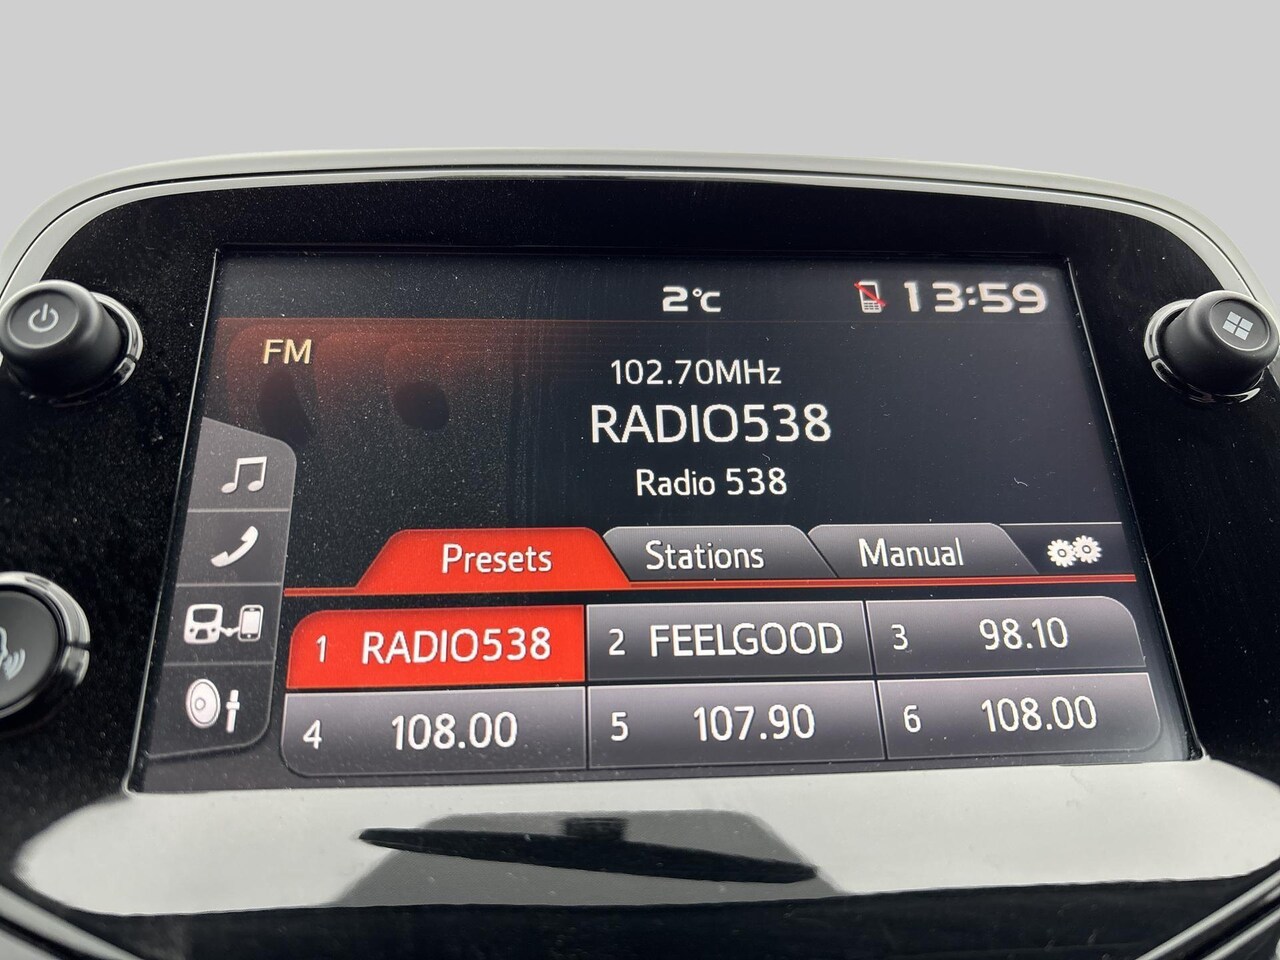 2°C 13:59
FM
102.70MHz
RADIO538
Radio 538
Presets Stations Manual
1 RADIO538 2 FEELGOOD 3 98.10
4 108.00 5 107.90 6 108.00